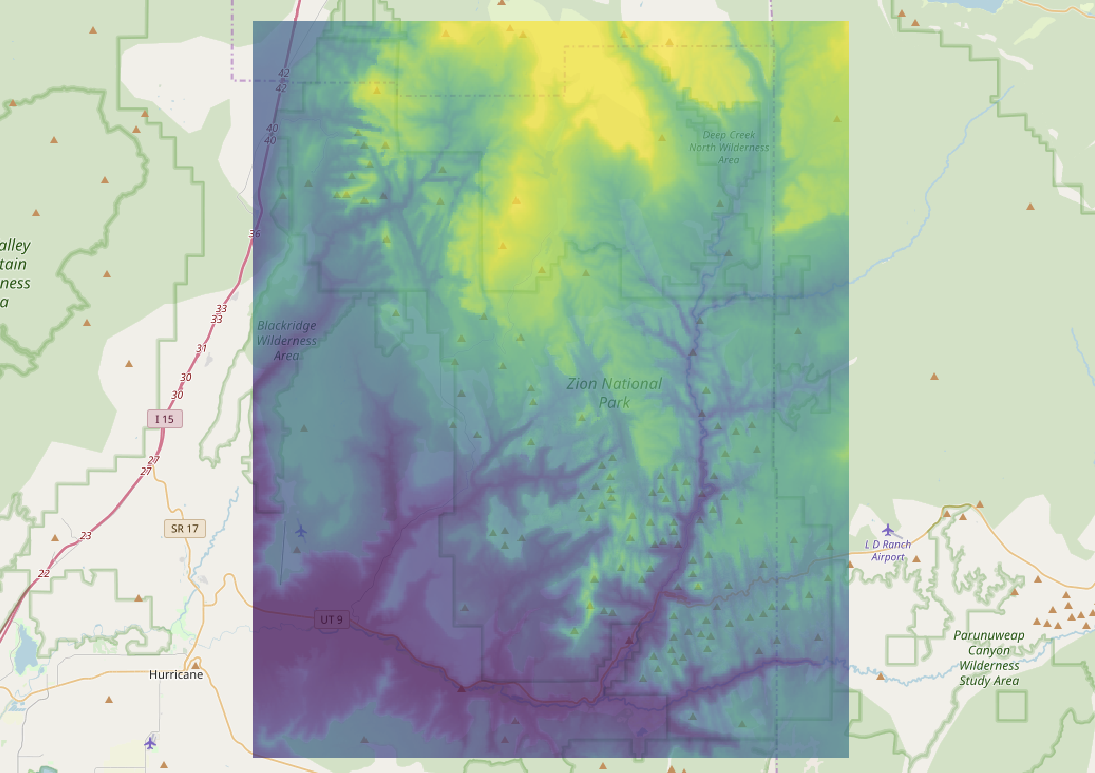 42
42
40
40
Deep Creek
North Wilderness
Area
36
alley
tain
ness
a
33
33
Blackridge
Wilderness
Area
31
30
30
Zion National
Park
I 15
27
27
SR 17
23
L D Ranch
Airport
22
UT 9
Parunuweap
Canyon
Wilderness
Study Area
Hurricane